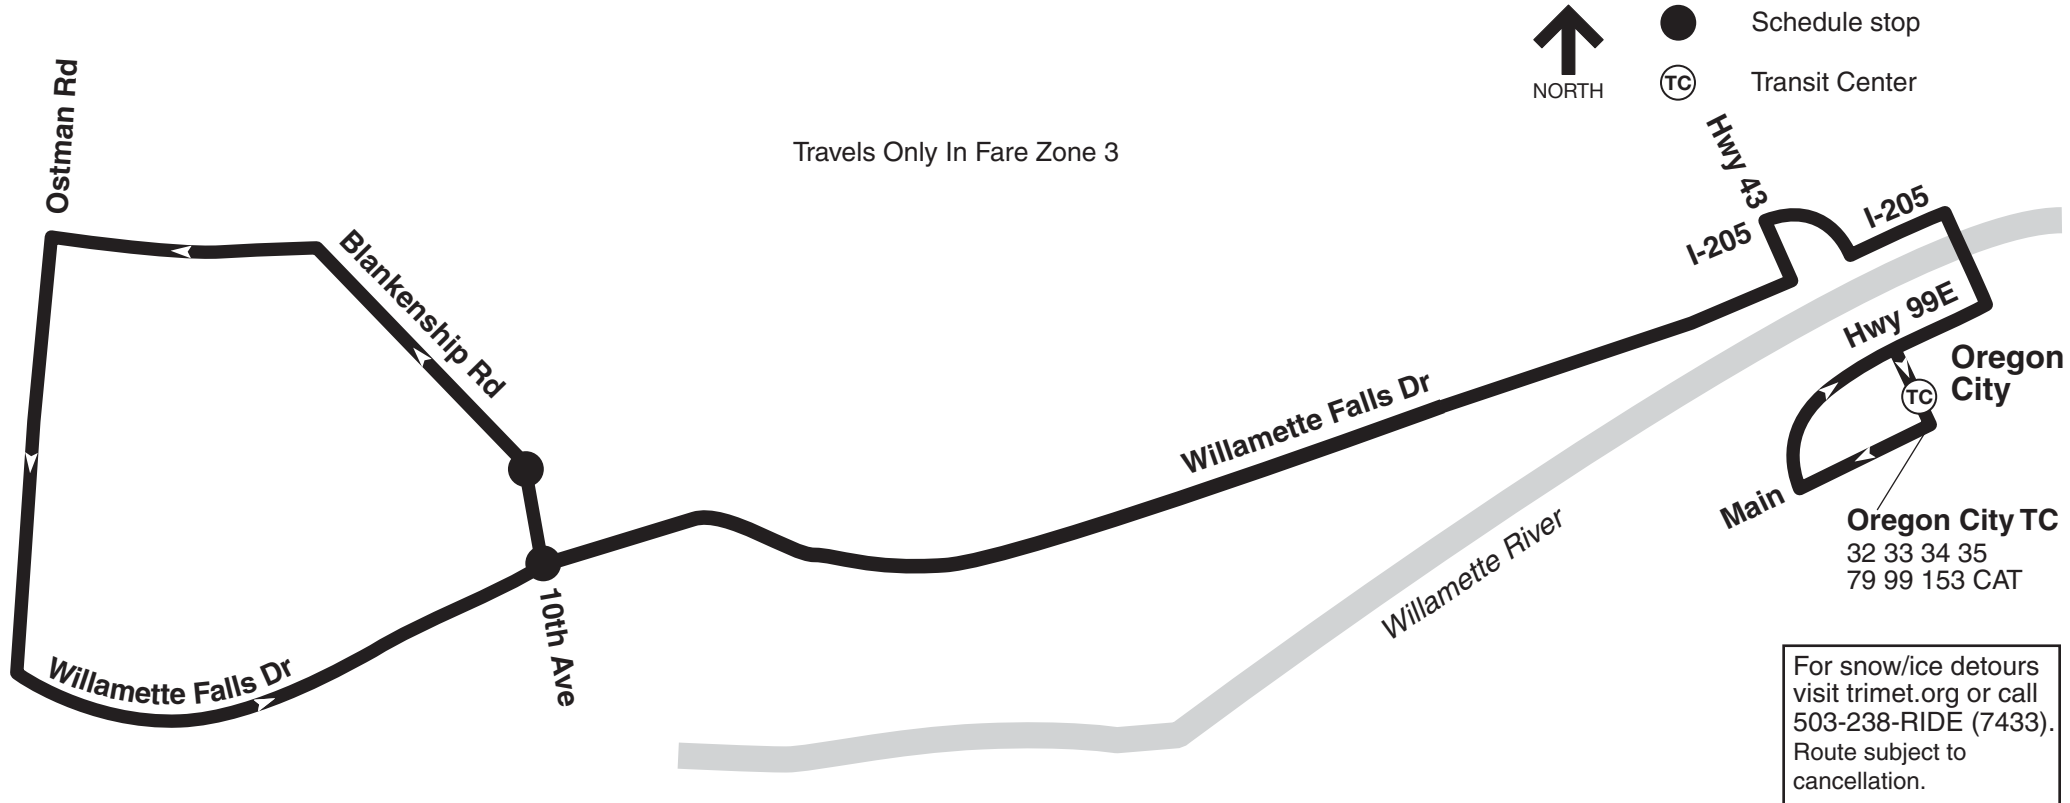 Schedule stop
TC
Transit Center
NORTH
Travels Only In Fare Zone 3
Ostman Rd
Blankenship Rd
Hwy 43
I-205
I-205
Hwy 99E
Oregon
City
TC
Willamette Falls Dr
Main
Oregon City TC
32 33 34 35
79 99 153 CAT
Willamette River
10th Ave
Willamette Falls Dr
For snow/ice detours
visit trimet.org or call
503-238-RIDE (7433).
Route subject to
cancellation.